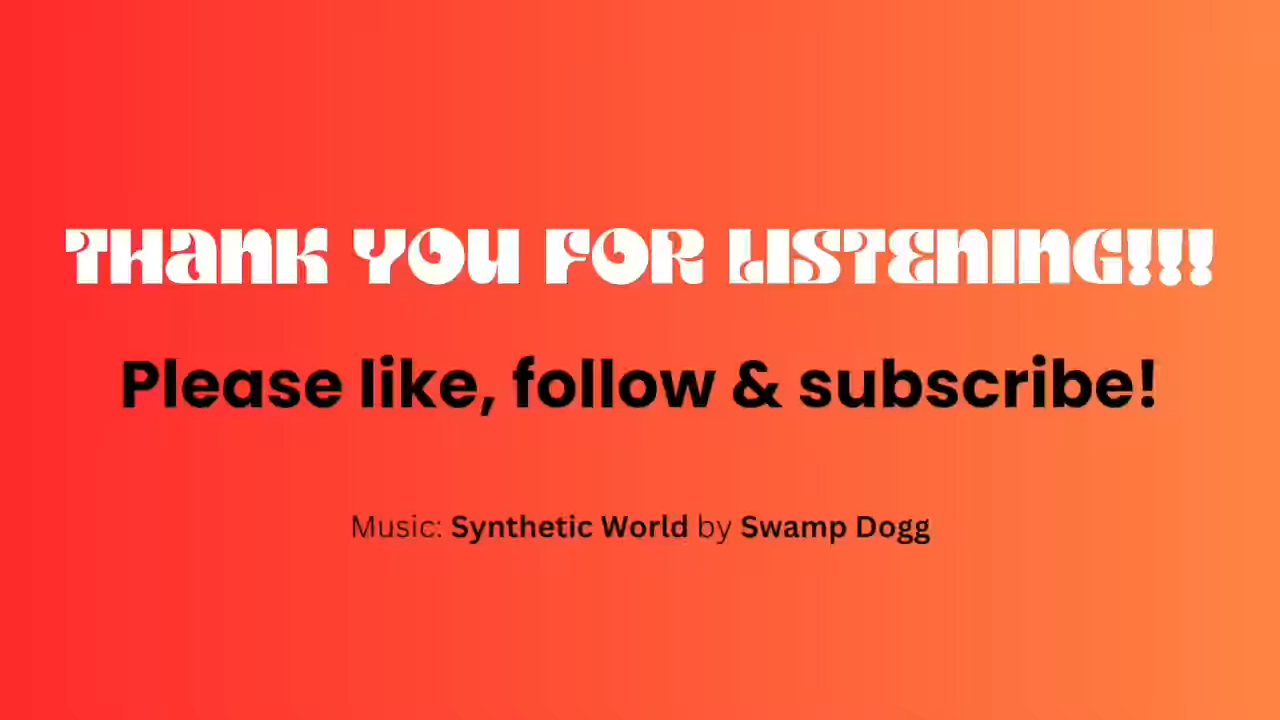 THANK YOU FOR LISTENING!!!
Please like, follow & subscribe!
Music: Synthetic World by Swamp Dogg